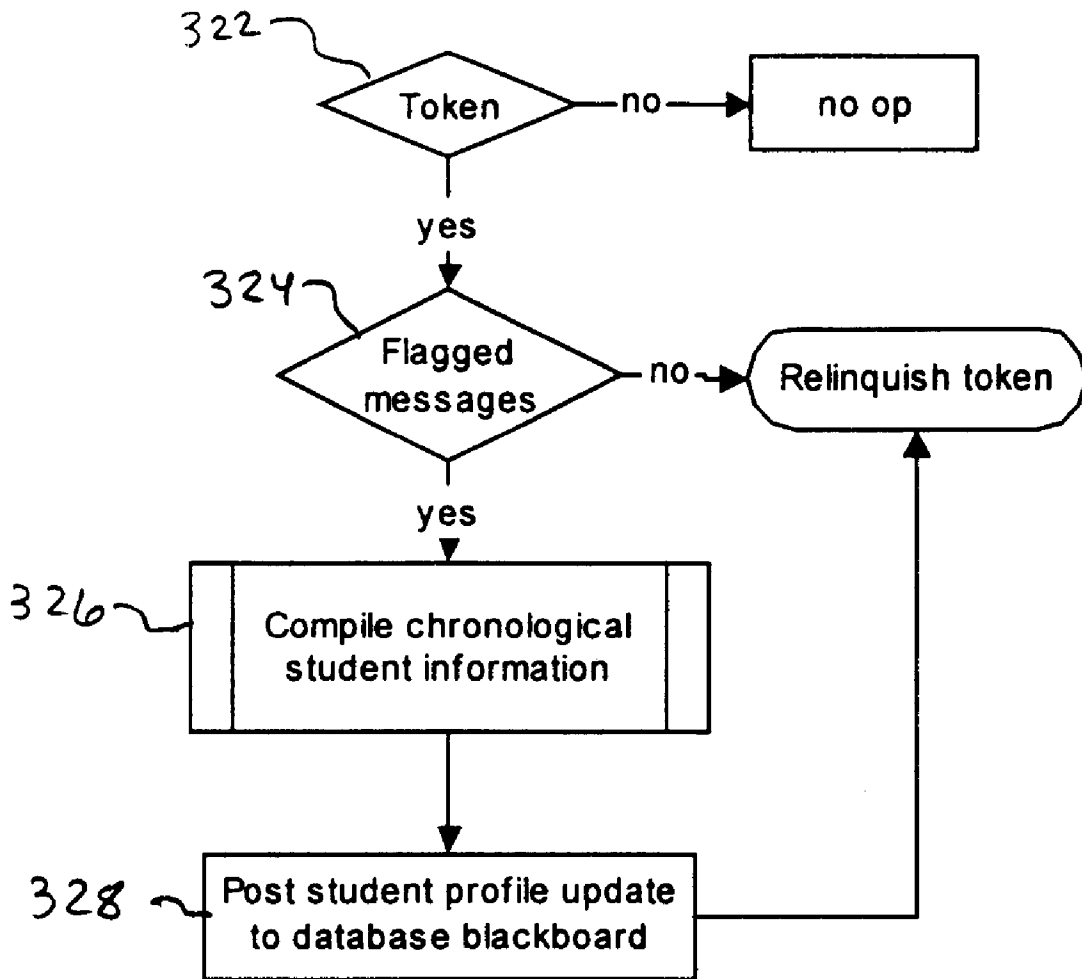 322
Token
no
no op
yes
324
Flagged
messages
no
Relinquish token
yes
326
Compile chronological
student information
328
Post student profile update
to database blackboard